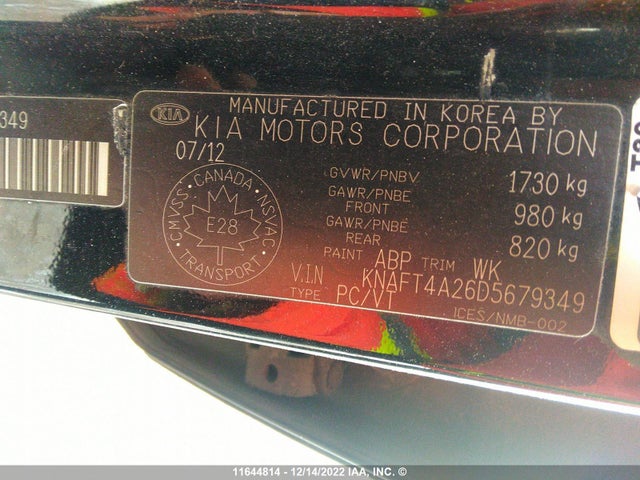 349
KIA
MANUFACTURED IN KOREA BY
KIA MOTORS CORPORATION
07/12
GVWR/PNBV 1730 kg
GAWR/PNBE FRONT 980 kg
GAWR/PNBE REAR 820 kg
PAINT ABP TRIM WK
V.I.N KNAFT4A26D5679349
TYPE PC/VT
ICES/NMB-002
CANADA
CMVSS NSVAC
E28
TRANSPORT
11644814 - 12/14/2022 IAA, INC. ©